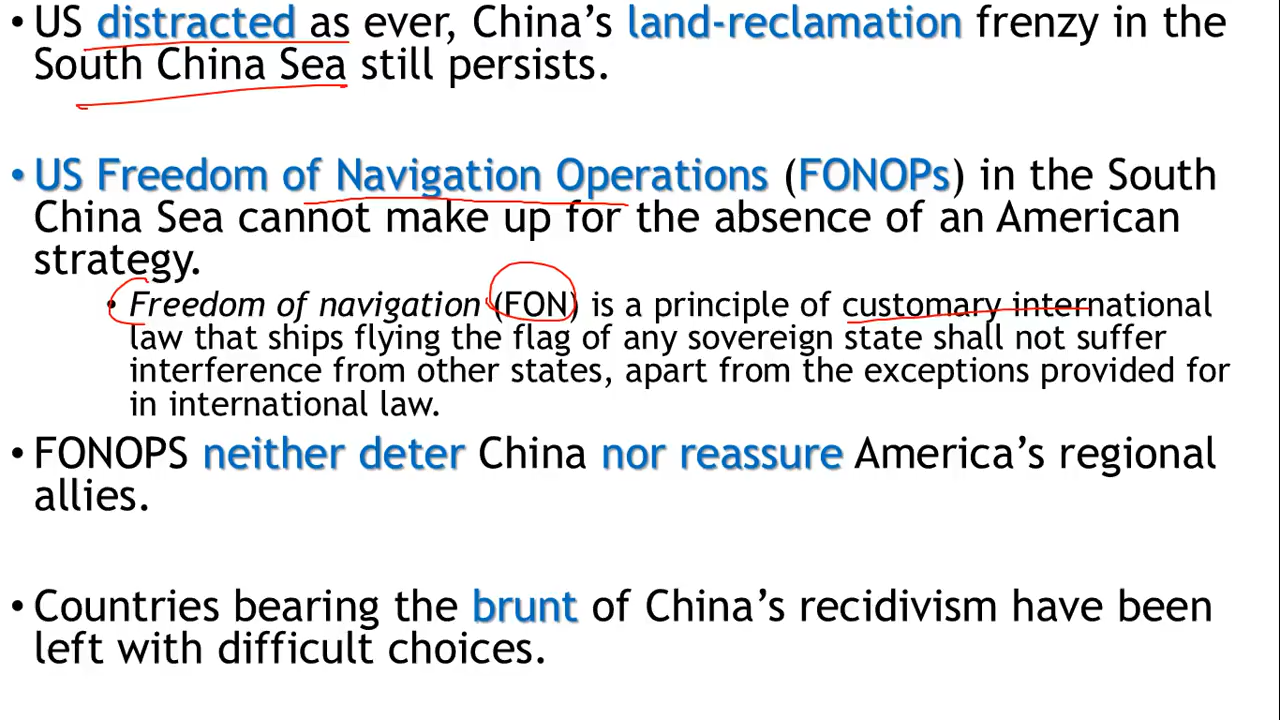 • US distracted as ever, China’s land-reclamation frenzy in the
South China Sea still persists.
• US Freedom of Navigation Operations (FONOPs) in the South
China Sea cannot make up for the absence of an American
strategy.
• Freedom of navigation (FON) is a principle of customary international
law that ships flying the flag of any sovereign state shall not suffer
interference from other states, apart from the exceptions provided for
in international law.
• FONOPS neither deter China nor reassure America’s regional
allies.
• Countries bearing the brunt of China’s recidivism have been
left with difficult choices.